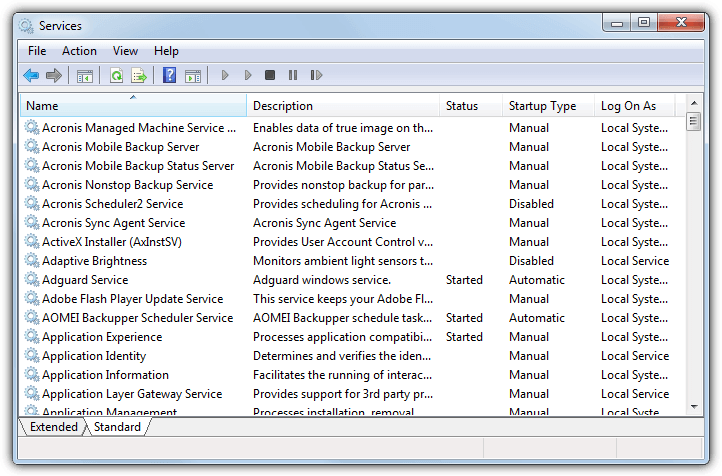 Services
File Action View Help
Name Description Status Startup Type Log On As
Acronis Managed Machine Service ... Enables data of true image on th... Manual Local Syste...
Acronis Mobile Backup Server Acronis Mobile Backup Server Manual Local Syste...
Acronis Mobile Backup Status Server Acronis Mobile Backup Status Se... Manual Local Syste...
Acronis Nonstop Backup Service Provides nonstop backup for par... Manual Local Syste...
Acronis Scheduler2 Service Provides scheduling for Acronis ... Disabled Local Syste...
Acronis Sync Agent Service Acronis Sync Agent Service Manual Local Syste...
ActiveX Installer (AxInstSV) Provides User Account Control v... Manual Local Syste...
Adaptive Brightness Monitors ambient light sensors t... Disabled Local Service
Adguard Service Adguard windows service. Started Automatic Local Syste...
Adobe Flash Player Update Service This service keeps your Adobe Fl... Manual Local Syste...
AOMEI Backupper Scheduler Service AOMEI Backupper schedule task... Started Automatic Local Syste...
Application Experience Processes application compatibi... Started Manual Local Syste...
Application Identity Determines and verifies the iden... Manual Local Service
Application Information Facilitates the running of interac... Manual Local Syste...
Application Layer Gateway Service Provides support for 3rd party pr... Manual Local Service
Application Management Processes installation, removal Manual Local Syste...
Extended Standard